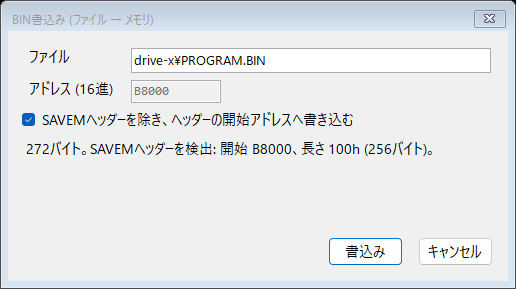 BIN書込み (ファイル → メモリ)
ファイル
drive-x¥PROGRAM.BIN
アドレス (16進)
B8000
SAVEMヘッダーを除き、ヘッダーの開始アドレスへ書き込む
272バイト。SAVEMヘッダーを検出: 開始 B8000、長さ 100h (256バイト)。
書込み
キャンセル